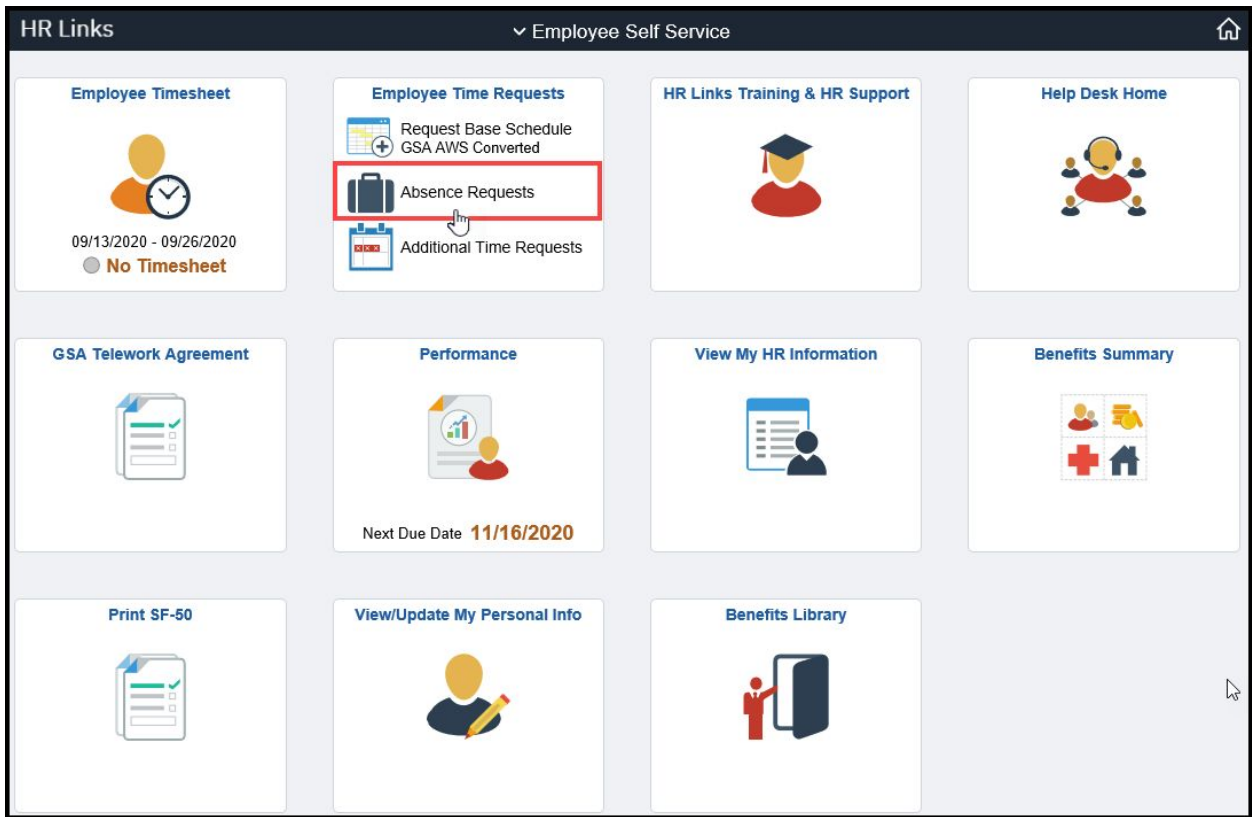 HR Links
Employee Self Service
Employee Timesheet
09/13/2020 - 09/26/2020
No Timesheet
Employee Time Requests
Request Base Schedule
GSA AWS Converted
Absence Requests
Additional Time Requests
HR Links Training & HR Support
Help Desk Home
GSA Telework Agreement
Performance
Next Due Date 11/16/2020
View My HR Information
Benefits Summary
Print SF-50
View/Update My Personal Info
Benefits Library